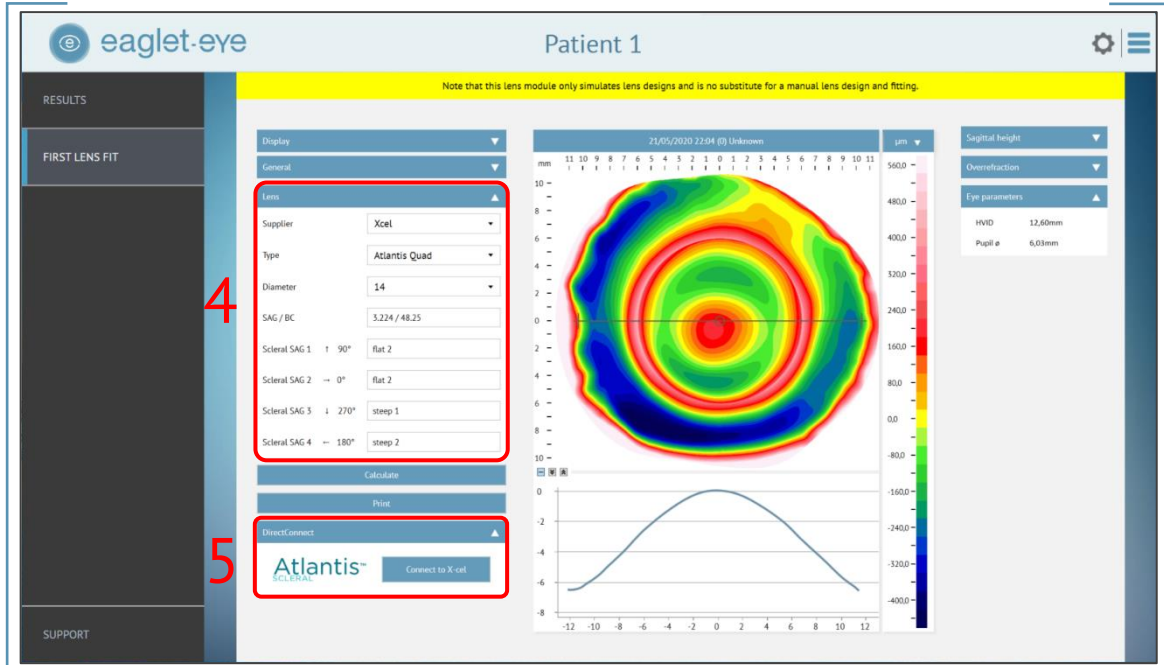 eaglet·eye
Patient 1
RESULTS
FIRST LENS FIT
SUPPORT
Note that this lens module only simulates lens designs and is no substitute for a manual lens design and fitting.
Display
General
4
Lens
Supplier Xcel
Type Atlantis Quad
Diameter 14
SAG / BC 3.224 / 48.25
Scleral SAG 1 ↑ 90° flat 2
Scleral SAG 2 → 0° flat 2
Scleral SAG 3 ↓ 270° steep 1
Scleral SAG 4 ← 180° steep 2
Calculate
Print
5
DirectConnect
Atlantis™
SCLERAL
Connect to X-cel
21/05/2020 22:04 (0) Unknown
mm 11 10 9 8 7 6 5 4 3 2 1 0 1 2 3 4 5 6 7 8 9 10 11
10
8
6
4
2
0
2
4
6
8
10
0
-2
-4
-6
-8
-12 -10 -8 -6 -4 -2 0 2 4 6 8 10 12
µm
560,0
480,0
400,0
320,0
240,0
160,0
80,0
0,0
-80,0
-160,0
-240,0
-320,0
-400,0
Sagittal height
Overrefraction
Eye parameters
HVID 12,60mm
Pupil ø 6,03mm